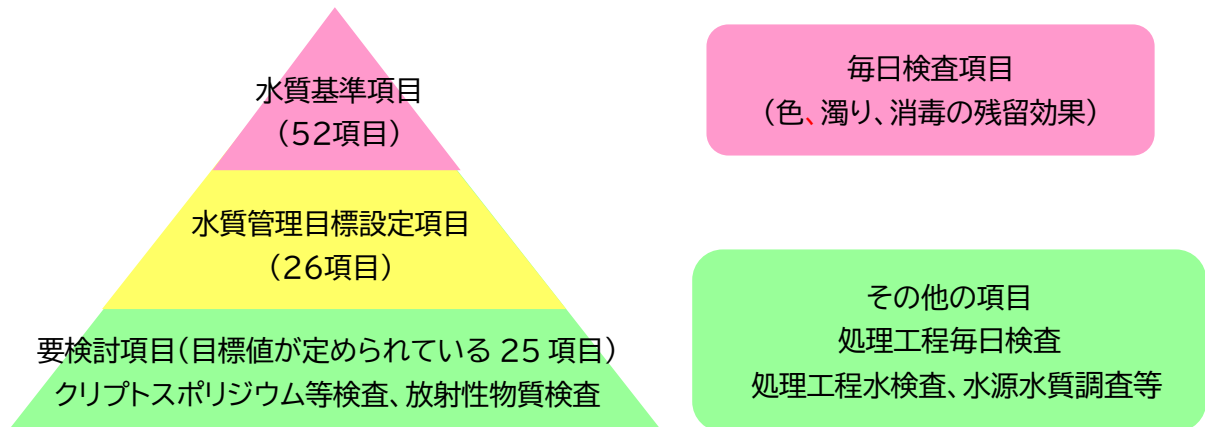 水質基準項目
（52項目）
水質管理目標設定項目
（26項目）
要検討項目（目標値が定められている 25 項目）
クリプトスポリジウム等検査、放射性物質検査
毎日検査項目
（色、濁り、消毒の残留効果）
その他の項目
処理工程毎日検査
処理工程水検査、水源水質調査等